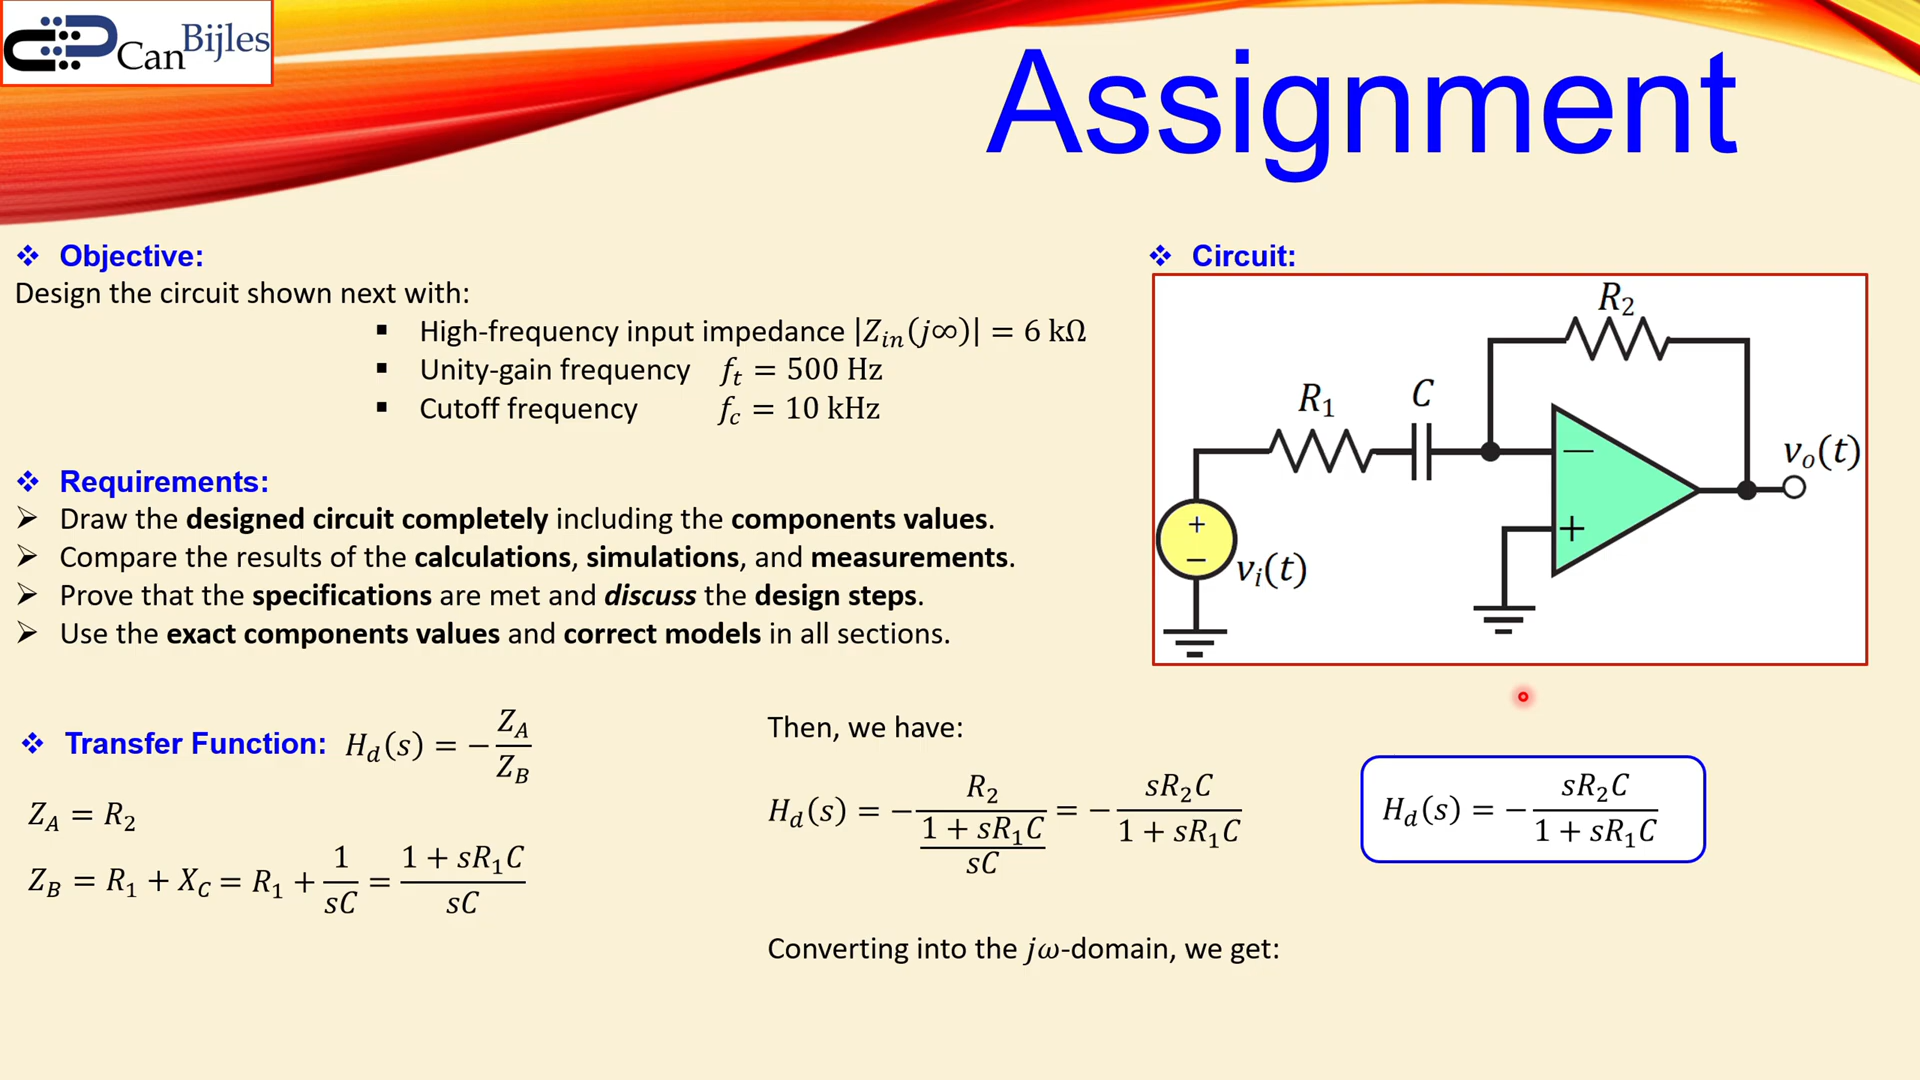 CanBijles
Assignment
❖ Objective:
Design the circuit shown next with:
▪ High-frequency input impedance |Z_in(j∞)| = 6 kΩ
▪ Unity-gain frequency f_t = 500 Hz
▪ Cutoff frequency f_c = 10 kHz
❖ Requirements:
➢ Draw the designed circuit completely including the components values.
➢ Compare the results of the calculations, simulations, and measurements.
➢ Prove that the specifications are met and discuss the design steps.
➢ Use the exact components values and correct models in all sections.
❖ Circuit:
R_2
R_1
C
−
+
v_o(t)
+
−
v_i(t)
❖ Transfer Function: H_d(s) = −Z_A/Z_B
Z_A = R_2
Z_B = R_1 + X_C = R_1 + 1/(sC) = (1 + sR_1C)/(sC)
Then, we have:
H_d(s) = −R_2/((1 + sR_1C)/(sC)) = −(sR_2C)/(1 + sR_1C)
H_d(s) = −(sR_2C)/(1 + sR_1C)
Converting into the jω-domain, we get: